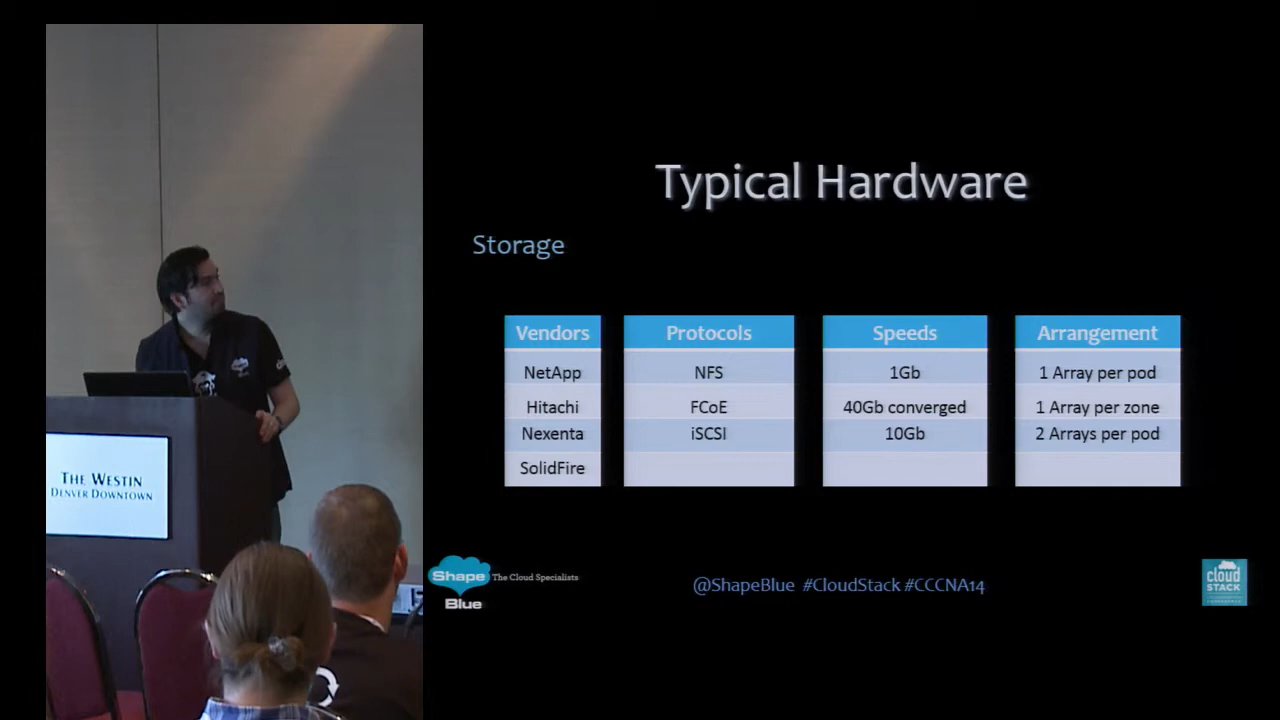 Typical Hardware
Storage
Vendors Protocols Speeds Arrangement
NetApp NFS 1Gb 1 Array per pod
Hitachi FCoE 40Gb converged 1 Array per zone
Nexenta iSCSI 10Gb 2 Arrays per pod
SolidFire
THE WESTIN
DENVER DOWNTOWN
Shape The Cloud Specialists
Blue
@ShapeBlue #CloudStack #CCCNA14
cloud
STACK